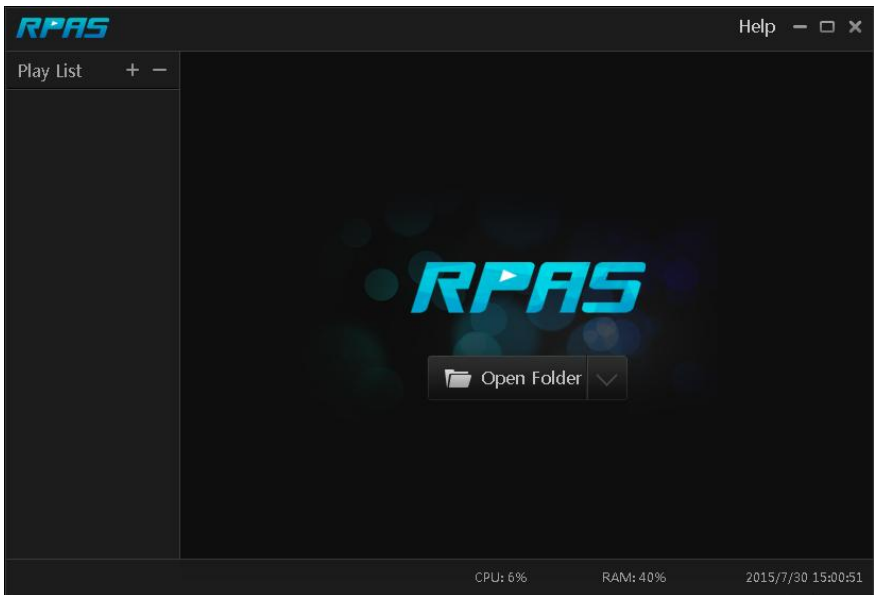 RPAS
Help
Play List + −
RPAS
Open Folder
CPU: 6% RAM: 40% 2015/7/30 15:00:51